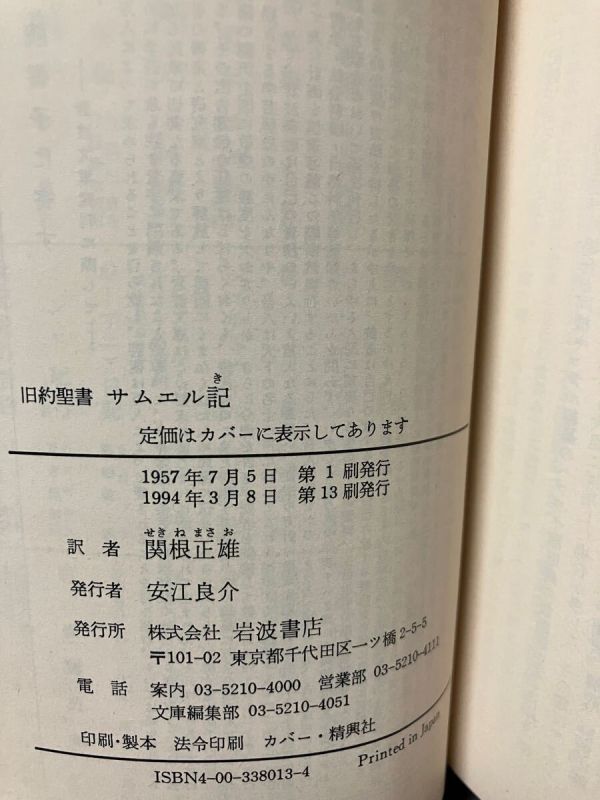 旧約聖書 サムエル記
き
定価はカバーに表示してあります
1957年7月5日 第1刷発行
1994年3月8日 第13刷発行
せきねまさお
訳者 関根正雄
発行者 安江良介
発行所 株式会社 岩波書店
〒101-02 東京都千代田区一ツ橋2-5-5
電話 案内 03-5210-4000 営業部 03-5210-4111
文庫編集部 03-5210-4051
印刷・製本 法令印刷 カバー・精興社
Printed in Japan
ISBN4-00-338013-4